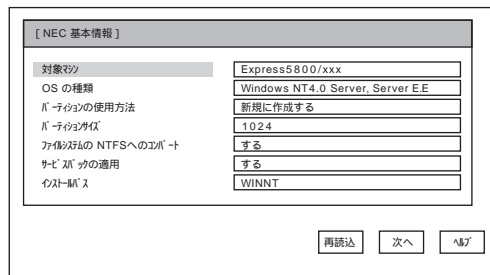 [ NEC 基本情報 ]
対象ﾏｼﾝ Express5800/xxx
OS の種類 Windows NT4.0 Server, Server E.E
ﾊﾟｰﾃｨｼｮﾝの使用方法 新規に作成する
ﾊﾟｰﾃｨｼｮﾝｻｲｽﾞ 1024
ﾌｧｲﾙｼｽﾃﾑの NTFSへのｺﾝﾊﾞｰﾄ する
ｻｰﾋﾞｽﾊﾟｯｸの適用 する
ｲﾝｽﾄｰﾙﾊﾟｽ WINNT
再読込 次へ ﾍﾙﾌﾟ